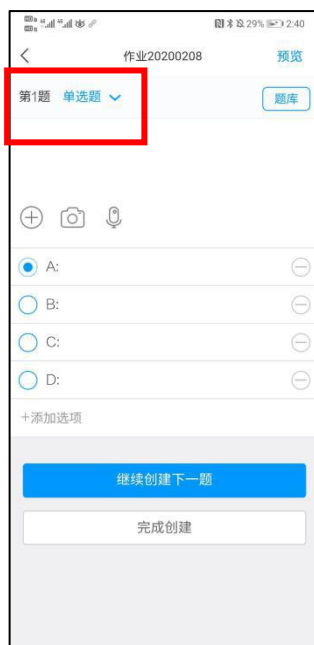 29% 2:40
作业20200208
预览
第1题 单选题
题库
A:
B:
C:
D:
+添加选项
继续创建下一题
完成创建